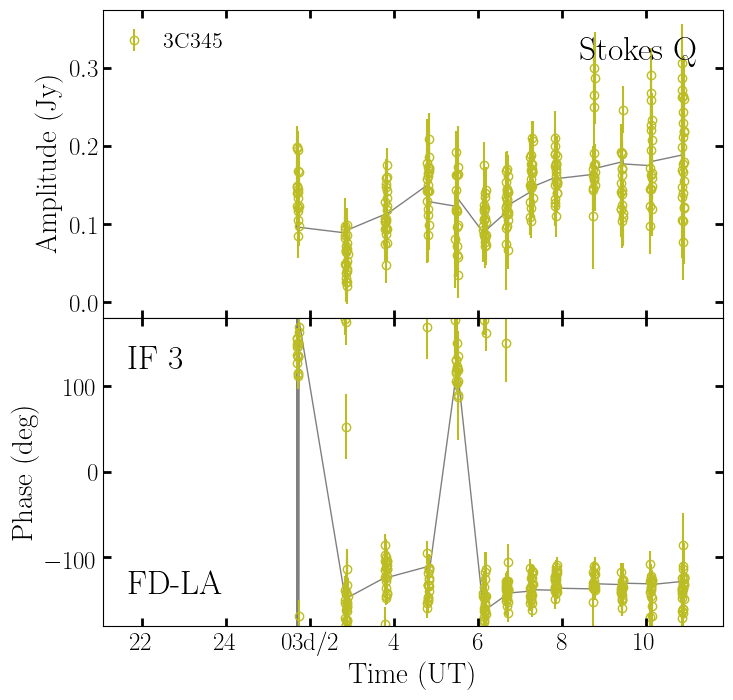 3C345
Stokes Q
Amplitude (Jy)
0.3
0.2
0.1
0.0
IF 3
Phase (deg)
100
0
−100
FD-LA
22 24 03d/2 4 6 8 10
Time (UT)